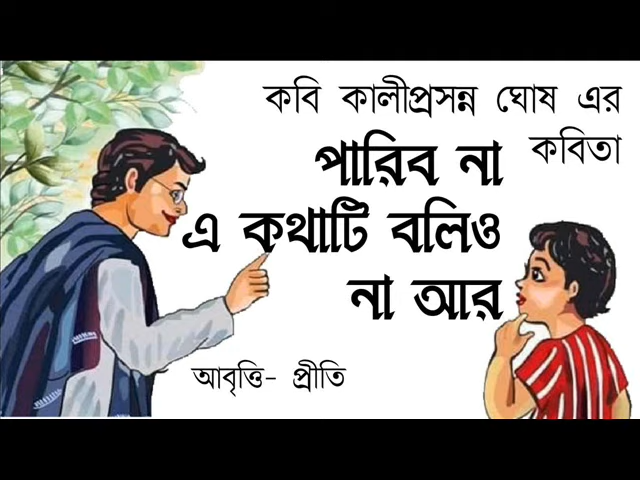 কবি কালীপ্রসন্ন ঘোষ এর
কবিতা
পারিব না
এ কথাটি বলিও
না আর
আবৃত্তি- প্রীতি